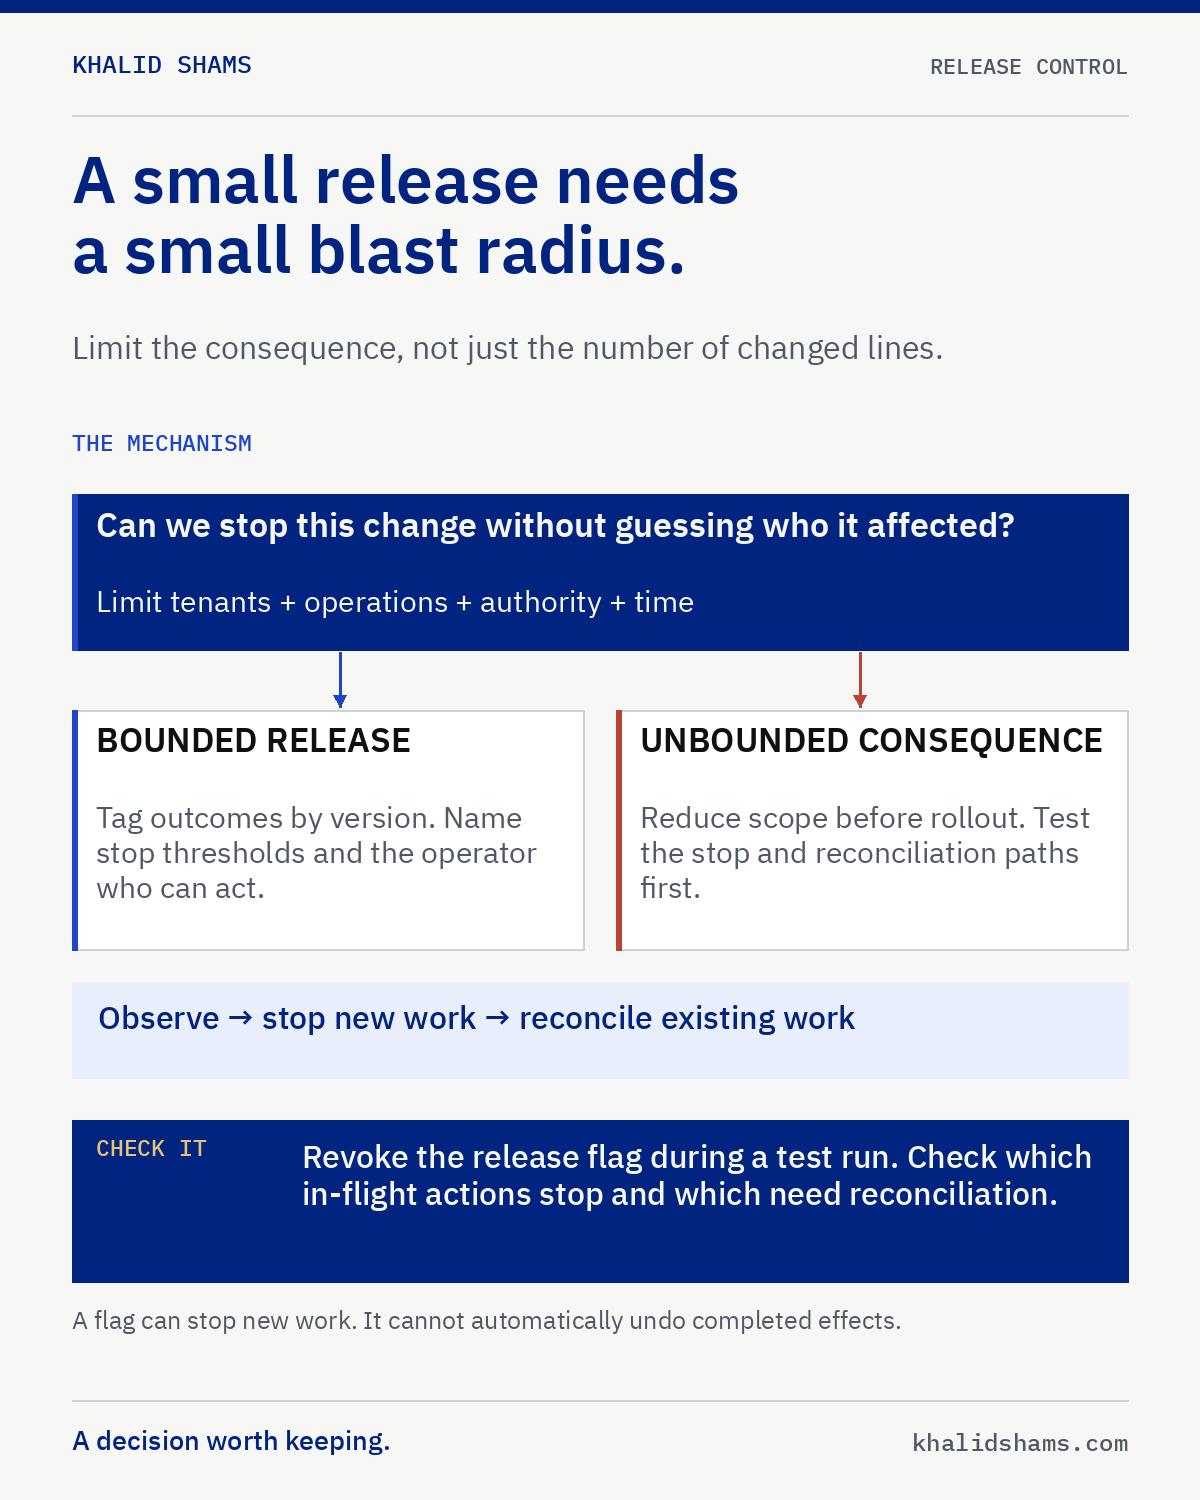 KHALID SHAMS
RELEASE CONTROL
A small release needs
a small blast radius.
Limit the consequence, not just the number of changed lines.
THE MECHANISM
Can we stop this change without guessing who it affected?
Limit tenants + operations + authority + time
BOUNDED RELEASE
Tag outcomes by version. Name
stop thresholds and the operator
who can act.
UNBOUNDED CONSEQUENCE
Reduce scope before rollout. Test
the stop and reconciliation paths
first.
Observe → stop new work → reconcile existing work
CHECK IT
Revoke the release flag during a test run. Check which
in-flight actions stop and which need reconciliation.
A flag can stop new work. It cannot automatically undo completed effects.
A decision worth keeping.
khalidshams.com